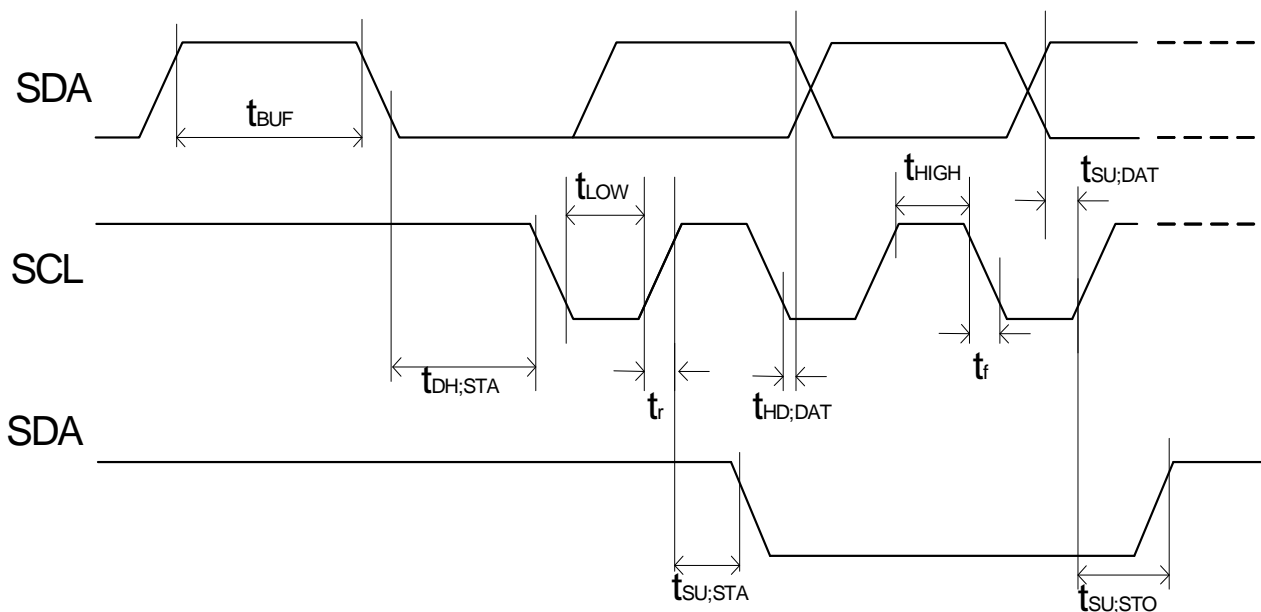 SDA
tBUF
tHIGH
tSU;DAT
tLOW
SCL
tDH;STA
tr
tHD;DAT
tf
SDA
tSU;STA
tSU;STO